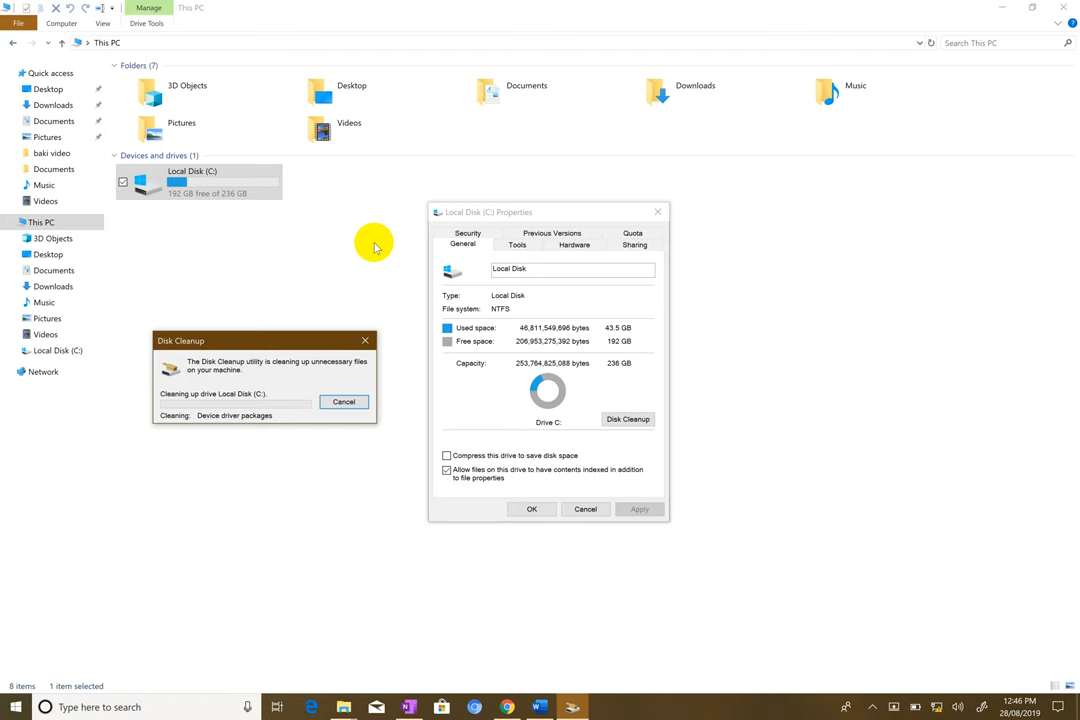 Manage
This PC
File
Computer
View
Drive Tools
This PC
Search This PC
Quick access
Desktop
Downloads
Documents
Pictures
baki video
Documents
Music
Videos
This PC
3D Objects
Desktop
Documents
Downloads
Music
Pictures
Videos
Local Disk (C:)
Network
Folders (7)
3D Objects
Desktop
Documents
Downloads
Music
Pictures
Videos
Devices and drives (1)
Local Disk (C:)
192 GB free of 236 GB
Disk Cleanup
The Disk Cleanup utility is cleaning up unnecessary files
on your machine.
Cleaning up drive Local Disk (C:).
Cancel
Cleaning: Device driver packages
Local Disk (C:) Properties
Security Previous Versions Quota
General Tools Hardware Sharing
Local Disk
Type: Local Disk
File system: NTFS
Used space: 46,811,549,696 bytes 43.5 GB
Free space: 206,953,275,392 bytes 192 GB
Capacity: 253,764,825,088 bytes 236 GB
Drive C:
Disk Cleanup
Compress this drive to save disk space
Allow files on this drive to have contents indexed in addition
to file properties
OK Cancel Apply
8 items 1 item selected
Type here to search
12:46 PM
28/08/2019